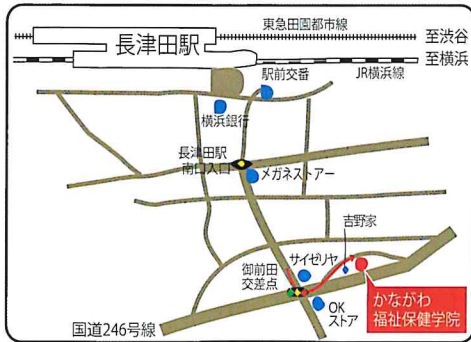 東急田園都市線
至渋谷
長津田駅
至横浜
駅前交番
JR横浜線
横浜銀行
長津田駅
南口入口
メガネストアー
吉野家
御前田
交差点
サイゼリヤ
かながわ
福祉保健学院
OK
ストア
国道246号線